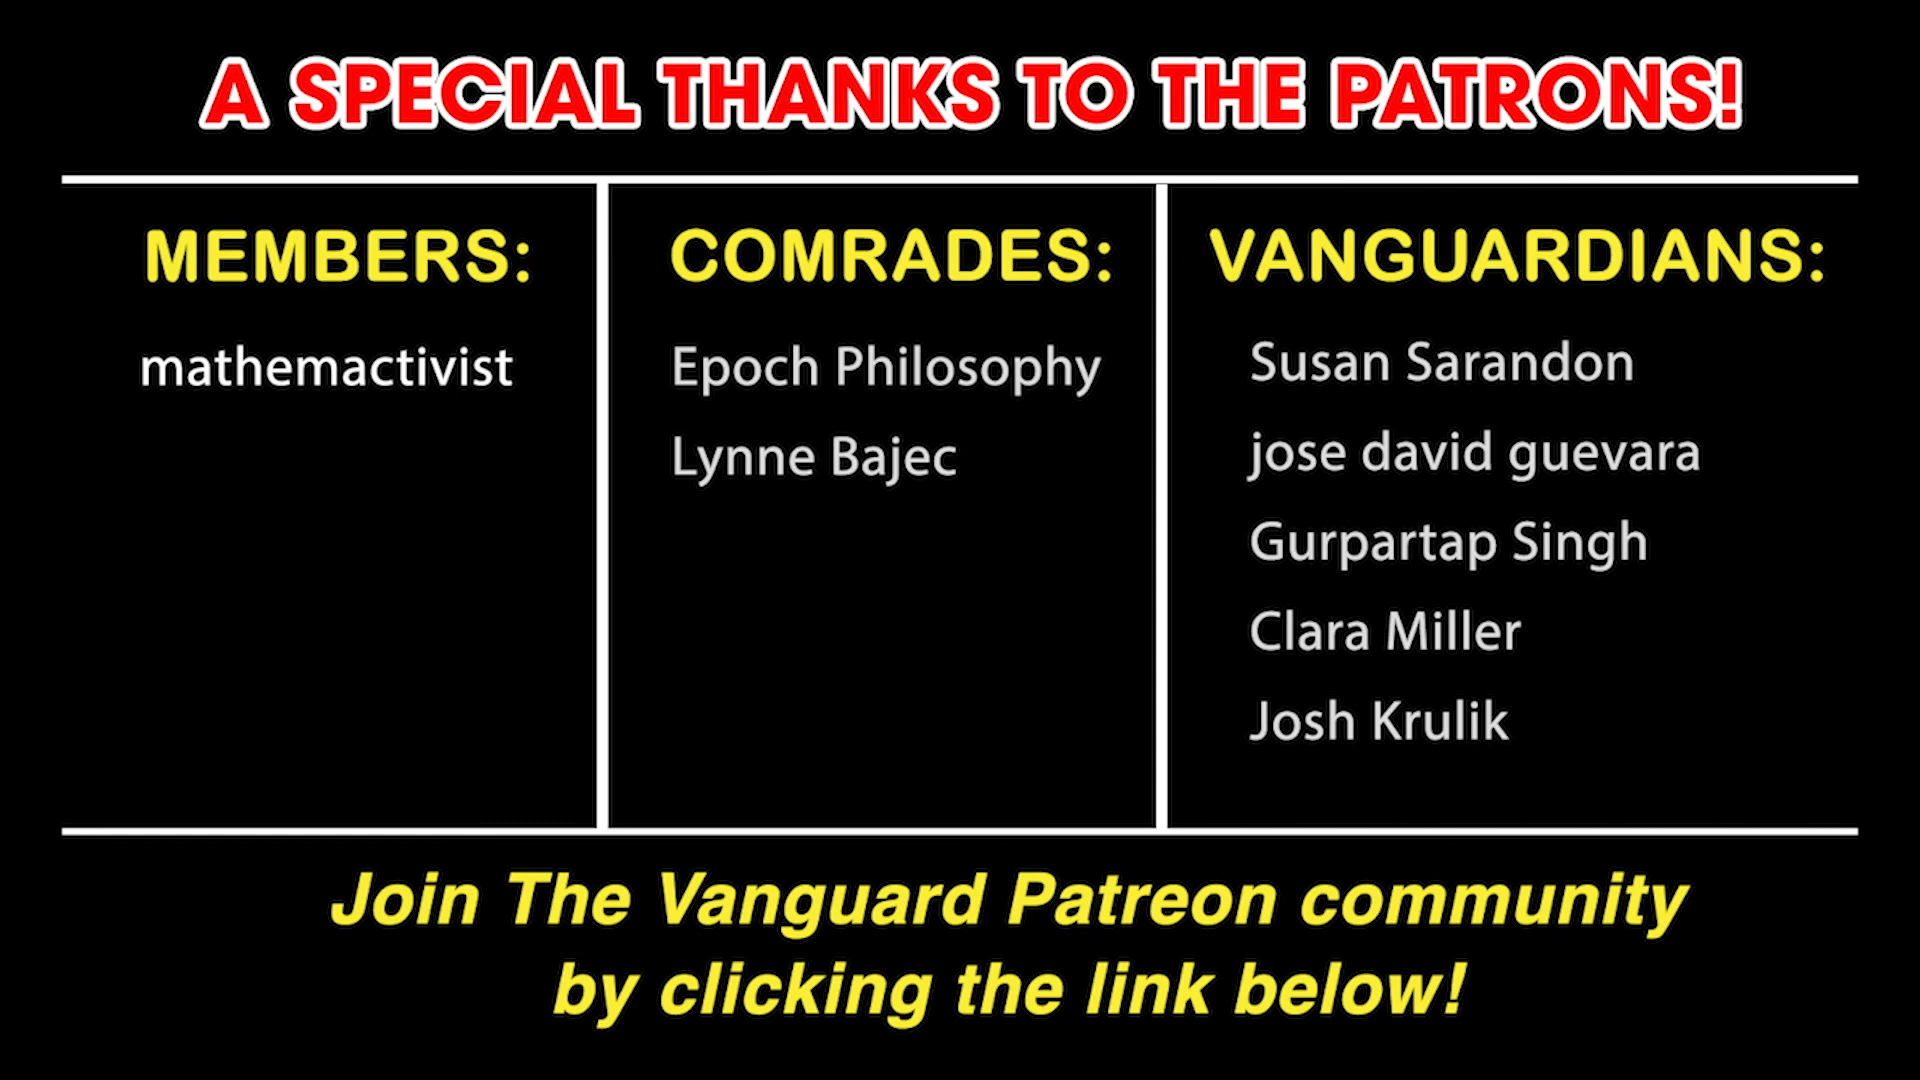 A SPECIAL THANKS TO THE PATRONS!
MEMBERS:
mathemactivist
COMRADES:
Epoch Philosophy
Lynne Bajec
VANGUARDIANS:
Susan Sarandon
jose david guevara
Gurpartap Singh
Clara Miller
Josh Krulik
Join The Vanguard Patreon community
by clicking the link below!